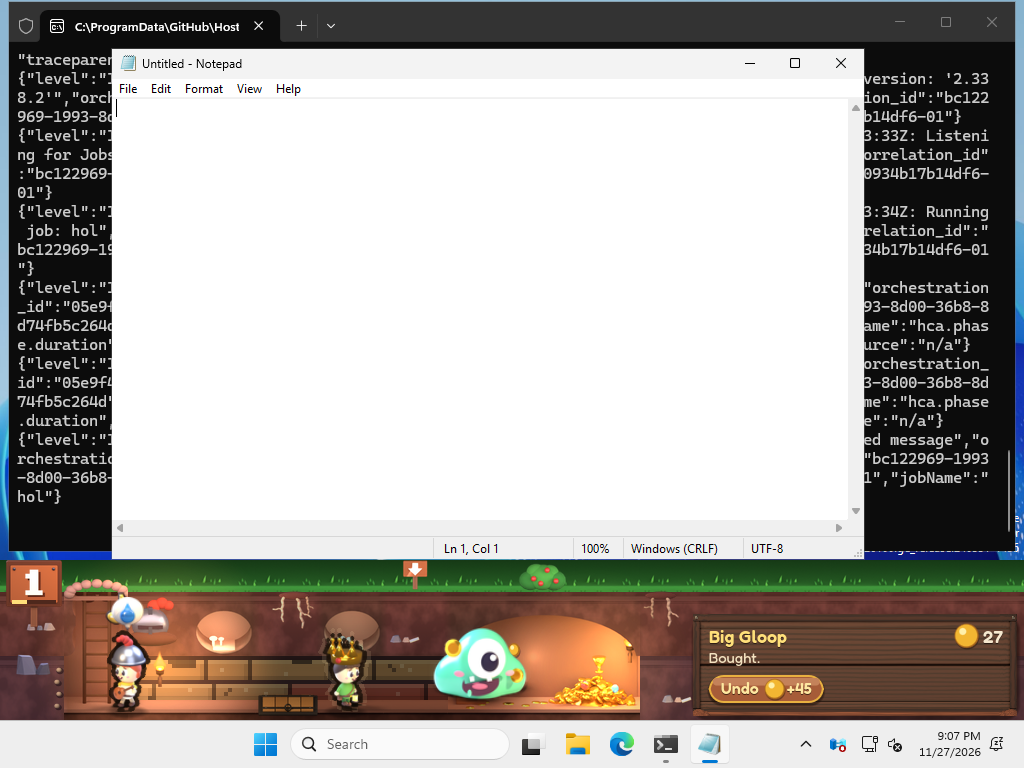 C:\ProgramData\GitHub\Host
Untitled - Notepad
File Edit Format View Help
"traceparen
{"level":"I version: '2.33
8.2'","orch ion_id":"bc122
969-1993-8d b14df6-01"}
{"level":"I 3:33Z: Listeni
ng for Jobs orrelation_id"
:"bc122969- 0934b17b14df6-
01"}
{"level":"I 3:34Z: Running
job: hol", relation_id":"
bc122969-19 34b17b14df6-01
"}
{"level":"I "orchestration
_id":"05e9f 93-8d00-36b8-8
d74fb5c264d ame":"hca.phas
e.duration" urce":"n/a"}
{"level":"I orchestration_
id":"05e9f4 3-8d00-36b8-8d
74fb5c264d" me":"hca.phase
.duration", e":"n/a"}
{"level":"I ed message","o
rchestratio "bc122969-1993
-8d00-36b8- 1","jobName":"
hol"}
Ln 1, Col 1
100%
Windows (CRLF)
UTF-8
1
Big Gloop
27
Bought.
Undo +45
Search
9:07 PM
11/27/2026